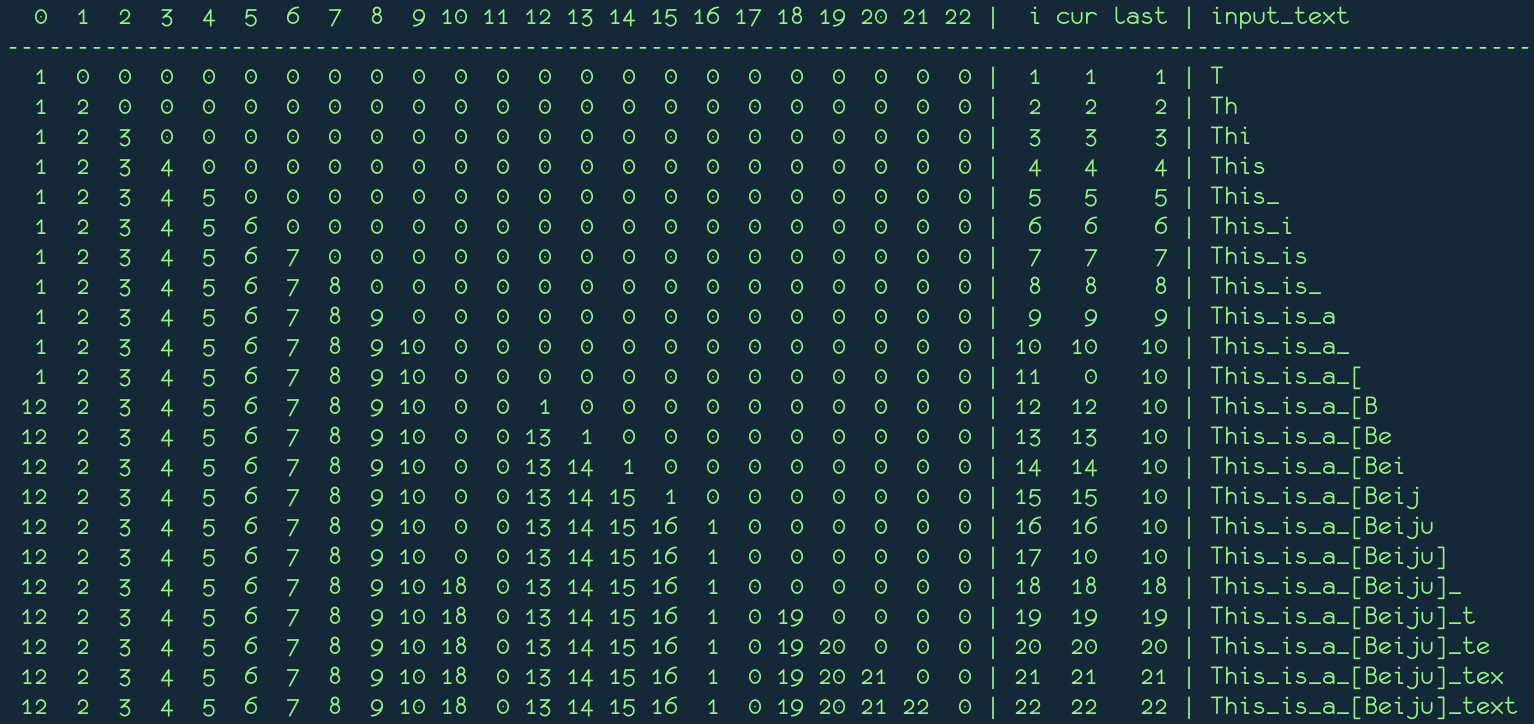 0 1 2 3 4 5 6 7 8 9 10 11 12 13 14 15 16 17 18 19 20 21 22 | i cur last | input_text
-------------------------------------------------------------------------------------------------------------
1 0 0 0 0 0 0 0 0 0 0 0 0 0 0 0 0 0 0 0 0 0 0 | 1 1 1 | T
1 2 0 0 0 0 0 0 0 0 0 0 0 0 0 0 0 0 0 0 0 0 0 | 2 2 2 | Th
1 2 3 0 0 0 0 0 0 0 0 0 0 0 0 0 0 0 0 0 0 0 0 | 3 3 3 | Thi
1 2 3 4 0 0 0 0 0 0 0 0 0 0 0 0 0 0 0 0 0 0 0 | 4 4 4 | This
1 2 3 4 5 0 0 0 0 0 0 0 0 0 0 0 0 0 0 0 0 0 0 | 5 5 5 | This_
1 2 3 4 5 6 0 0 0 0 0 0 0 0 0 0 0 0 0 0 0 0 0 | 6 6 6 | This_i
1 2 3 4 5 6 7 0 0 0 0 0 0 0 0 0 0 0 0 0 0 0 0 | 7 7 7 | This_is
1 2 3 4 5 6 7 8 0 0 0 0 0 0 0 0 0 0 0 0 0 0 0 | 8 8 8 | This_is_
1 2 3 4 5 6 7 8 9 0 0 0 0 0 0 0 0 0 0 0 0 0 0 | 9 9 9 | This_is_a
1 2 3 4 5 6 7 8 9 10 0 0 0 0 0 0 0 0 0 0 0 0 0 | 10 10 10 | This_is_a_
1 2 3 4 5 6 7 8 9 10 0 0 0 0 0 0 0 0 0 0 0 0 0 | 11 0 10 | This_is_a_[
12 2 3 4 5 6 7 8 9 10 0 0 1 0 0 0 0 0 0 0 0 0 0 | 12 12 10 | This_is_a_[B
12 2 3 4 5 6 7 8 9 10 0 0 13 1 0 0 0 0 0 0 0 0 0 | 13 13 10 | This_is_a_[Be
12 2 3 4 5 6 7 8 9 10 0 0 13 14 1 0 0 0 0 0 0 0 0 | 14 14 10 | This_is_a_[Bei
12 2 3 4 5 6 7 8 9 10 0 0 13 14 15 1 0 0 0 0 0 0 0 | 15 15 10 | This_is_a_[Beij
12 2 3 4 5 6 7 8 9 10 0 0 13 14 15 16 1 0 0 0 0 0 0 | 16 16 10 | This_is_a_[Beiju
12 2 3 4 5 6 7 8 9 10 0 0 13 14 15 16 1 0 0 0 0 0 0 | 17 10 10 | This_is_a_[Beiju]
12 2 3 4 5 6 7 8 9 10 18 0 13 14 15 16 1 0 0 0 0 0 0 | 18 18 18 | This_is_a_[Beiju]_
12 2 3 4 5 6 7 8 9 10 18 0 13 14 15 16 1 0 19 0 0 0 0 | 19 19 19 | This_is_a_[Beiju]_t
12 2 3 4 5 6 7 8 9 10 18 0 13 14 15 16 1 0 19 20 0 0 0 | 20 20 20 | This_is_a_[Beiju]_te
12 2 3 4 5 6 7 8 9 10 18 0 13 14 15 16 1 0 19 20 21 0 0 | 21 21 21 | This_is_a_[Beiju]_tex
12 2 3 4 5 6 7 8 9 10 18 0 13 14 15 16 1 0 19 20 21 22 0 | 22 22 22 | This_is_a_[Beiju]_text